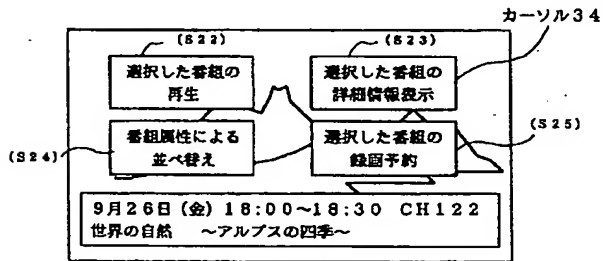 カーソル34
(S22)
(S23)
選択した番組の
再生
選択した番組の
詳細情報表示
(S24)
番組属性による
並べ替え
選択した番組の
録画予約
(S25)
9月26日(金)18:00〜18:30 CH122
世界の自然 〜アルプスの四季〜